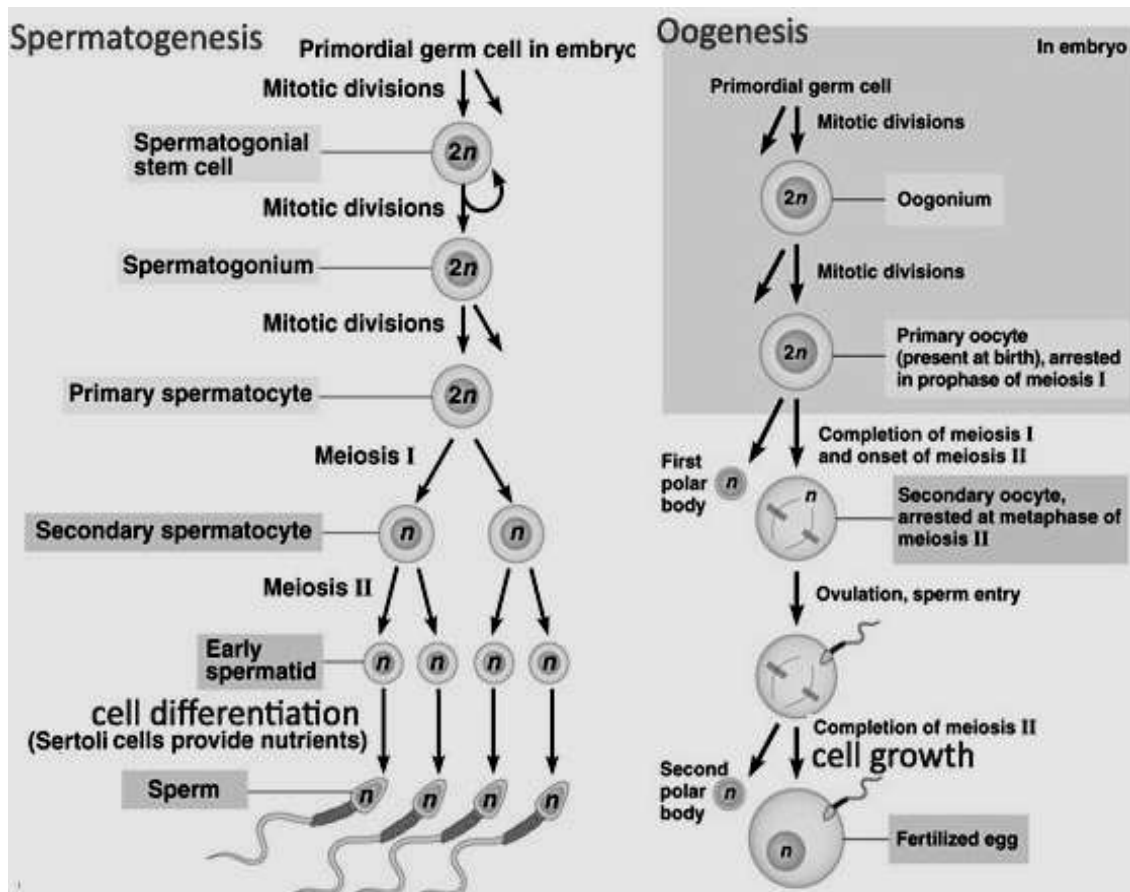 Spermatogenesis
Primordial germ cell in embryo
Mitotic divisions
Spermatogonial
stem cell
2n
Mitotic divisions
Spermatogonium
2n
Mitotic divisions
Primary spermatocyte
2n
Meiosis I
Secondary spermatocyte
n
n
Meiosis II
Early
spermatid
n
n
n
n
cell differentiation
(Sertoli cells provide nutrients)
Sperm
n
n
n
n
Oogenesis
In embryo
Primordial germ cell
Mitotic divisions
2n
Oogonium
Mitotic divisions
2n
Primary oocyte
(present at birth), arrested
in prophase of meiosis I
Completion of meiosis I
and onset of meiosis II
First
polar
body
n
n
Secondary oocyte,
arrested at metaphase of
meiosis II
Ovulation, sperm entry
Completion of meiosis II
cell growth
Second
polar
body
n
n
Fertilized egg